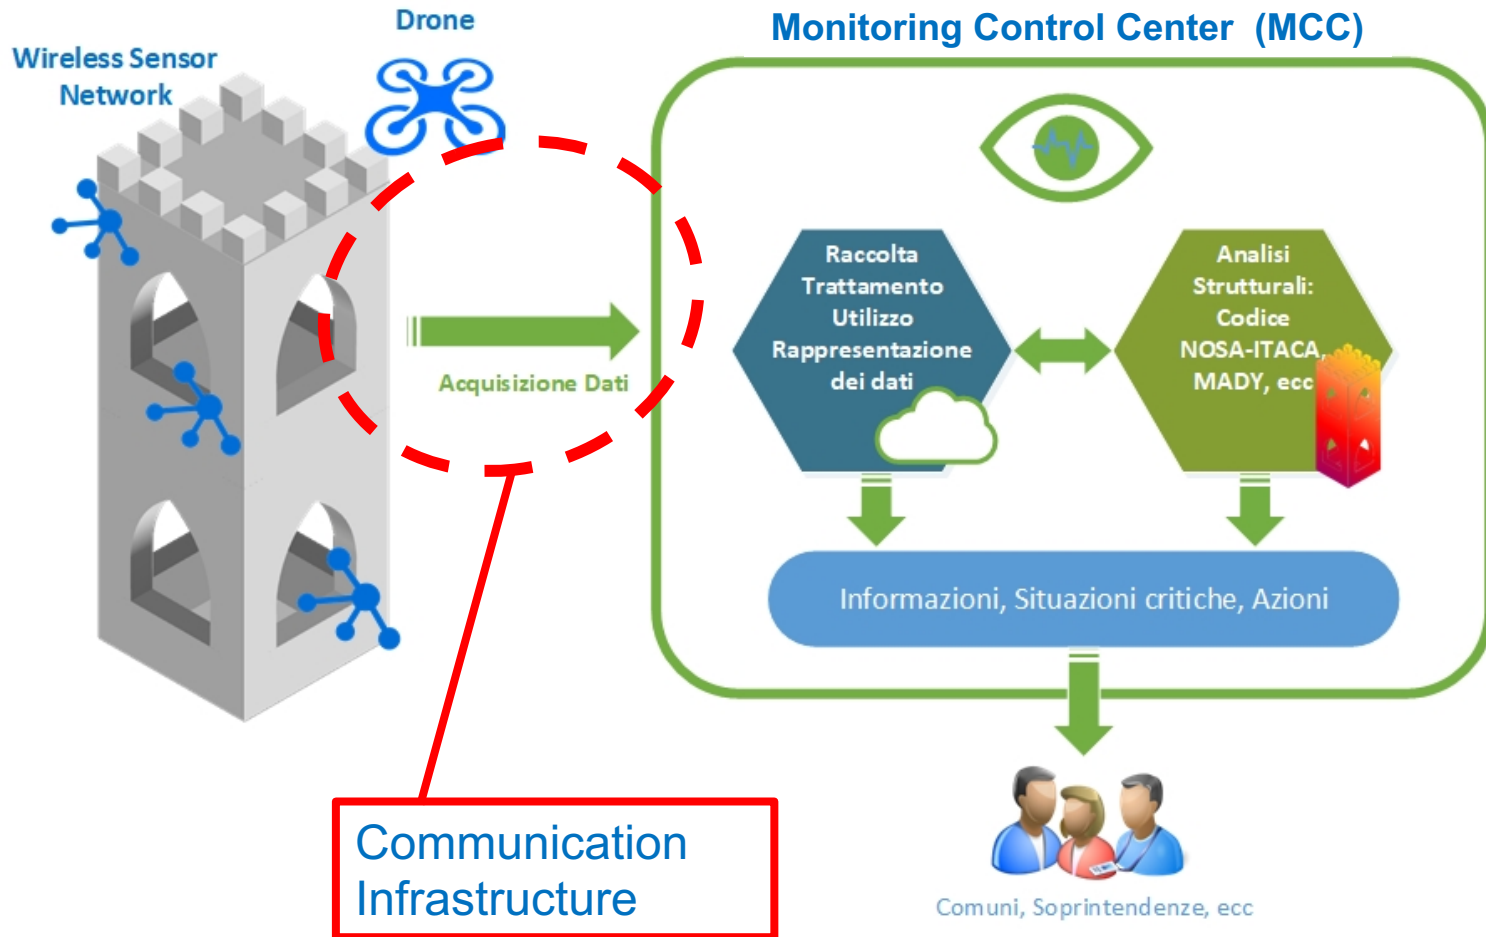 Drone
Wireless Sensor
Network
Monitoring Control Center (MCC)
Acquisizione Dati
Raccolta
Trattamento
Utilizzo
Rappresentazione
dei dati
Analisi
Strutturali:
Codice
NOSA-ITACA,
MADY, ecc
Informazioni, Situazioni critiche, Azioni
Communication
Infrastructure
Comuni, Soprintendenze, ecc